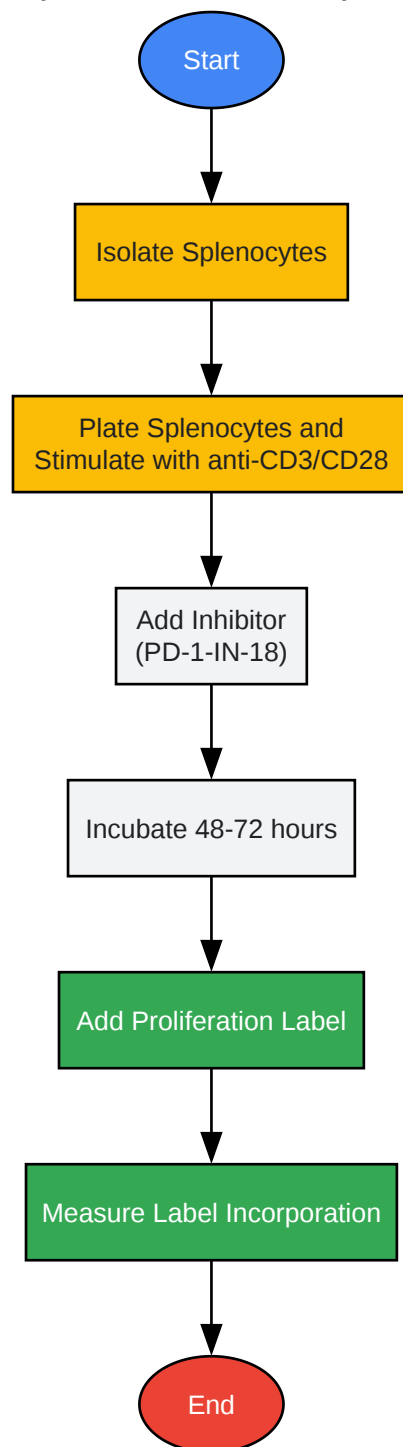 Start
Isolate Splenocytes
Plate Splenocytes and
Stimulate with anti-CD3/CD28
Add Inhibitor
(PD-1-IN-18)
Incubate 48-72 hours
Add Proliferation Label
Measure Label Incorporation
End